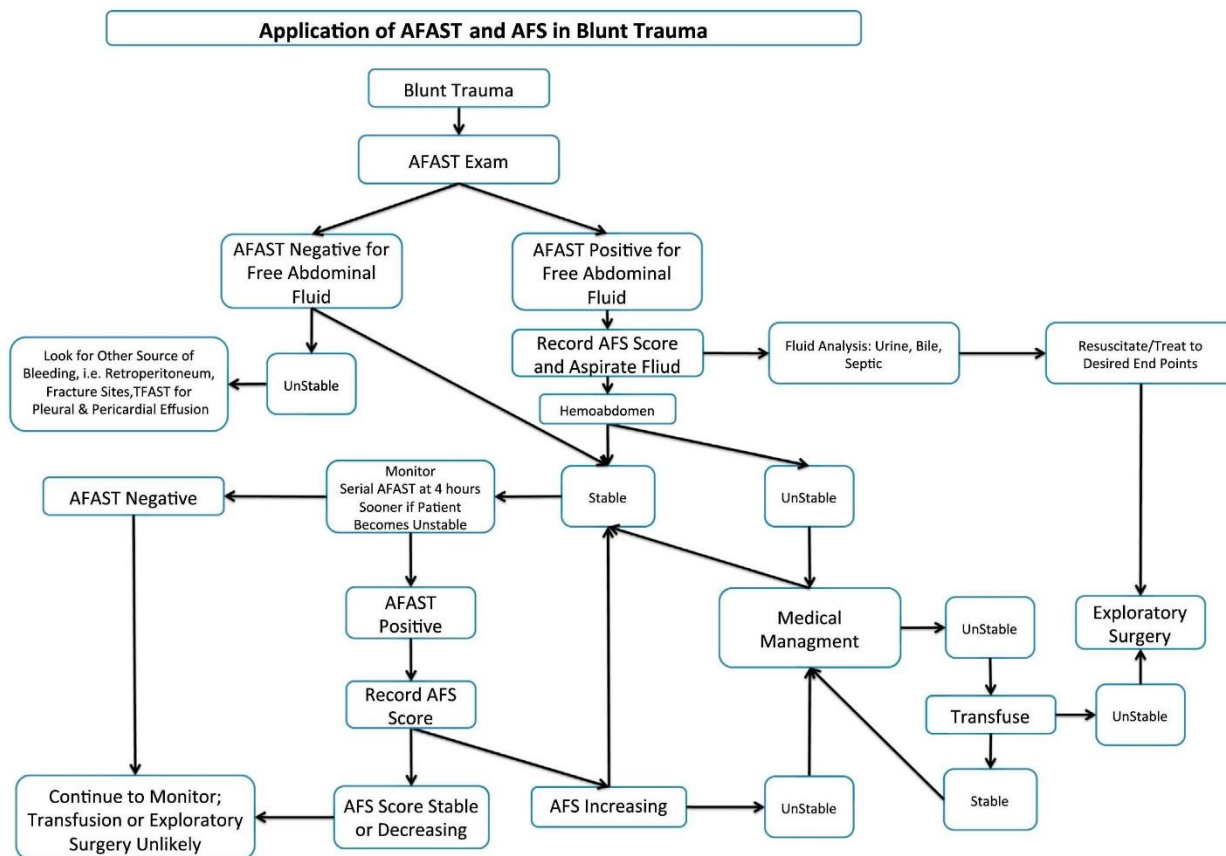 Application of AFAST and AFS in Blunt Trauma
Blunt Trauma
AFAST Exam
AFAST Negative for
Free Abdominal
Fluid
AFAST Positive for
Free Abdominal
Fluid
Look for Other Source of
Bleeding, i.e. Retroperitoneum,
Fracture Sites,TFAST for
Pleural & Pericardial Effusion
UnStable
Record AFS Score
and Aspirate Fliud
Fluid Analysis: Urine, Bile,
Septic
Resuscitate/Treat to
Desired End Points
Hemoabdomen
AFAST Negative
Monitor
Serial AFAST at 4 hours
Sooner if Patient
Becomes Unstable
Stable
UnStable
AFAST
Positive
Medical
Managment
UnStable
Exploratory
Surgery
Record AFS
Score
Transfuse
UnStable
Continue to Monitor;
Transfusion or Exploratory
Surgery Unlikely
AFS Score Stable
or Decreasing
AFS Increasing
UnStable
Stable